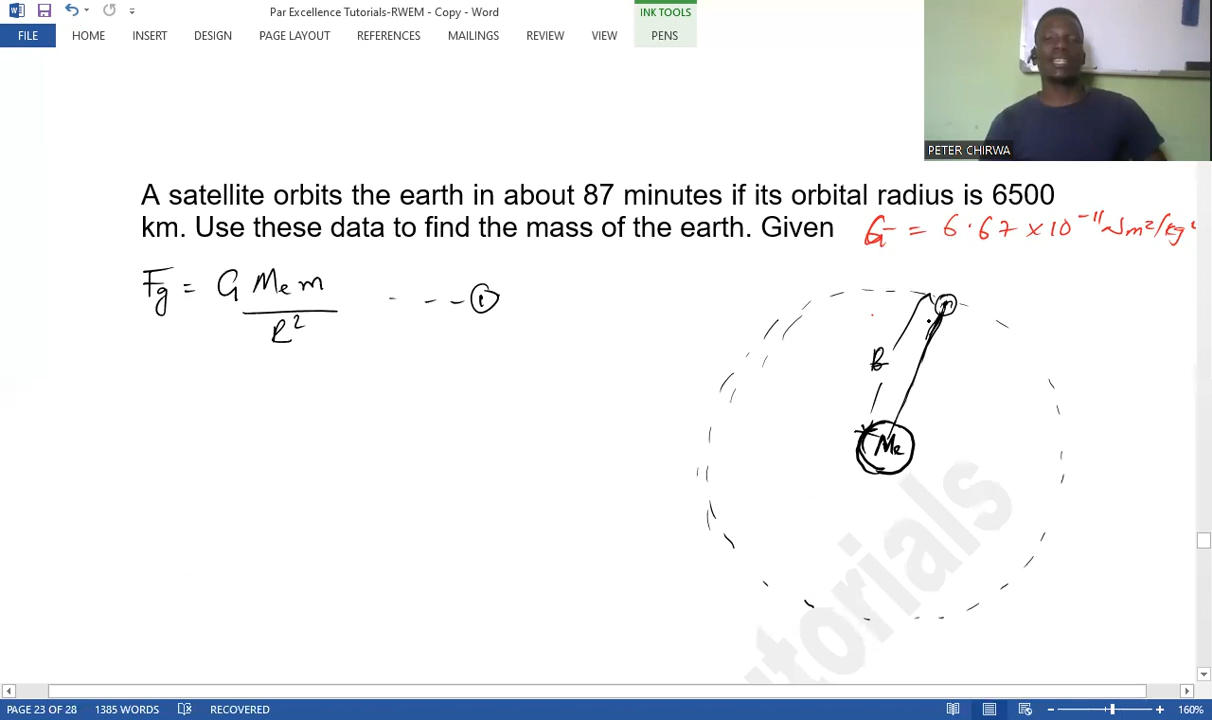 Par Excellence Tutorials-RWEM - Copy - Word
INK TOOLS
FILE HOME INSERT DESIGN PAGE LAYOUT REFERENCES MAILINGS REVIEW VIEW PENS
PETER CHIRWA
A satellite orbits the earth in about 87 minutes if its orbital radius is 6500
km. Use these data to find the mass of the earth. Given G = 6.67 × 10⁻¹¹ Nm²/kg²
Fg = G Me m / R² - - - ①
m
R
Me
utorials
PAGE 23 OF 28 1385 WORDS RECOVERED 160%